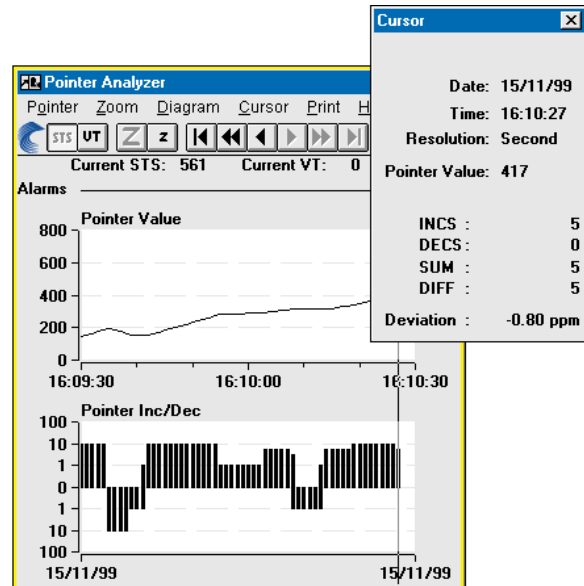 Cursor
Date: 15/11/99
Time: 16:10:27
Resolution: Second
Pointer Value: 417
INCS : 5
DECS : 0
SUM : 5
DIFF : 5
Deviation : -0.80 ppm
Pointer Analyzer
Pointer Zoom Diagram Cursor Print H
STS VT Z z
Current STS: 561 Current VT: 0
Alarms
Pointer Value
800
600
400
200
0
16:09:30 16:10:00 16:10:30
Pointer Inc/Dec
100
10
1
0
1
10
100
15/11/99 15/11/99